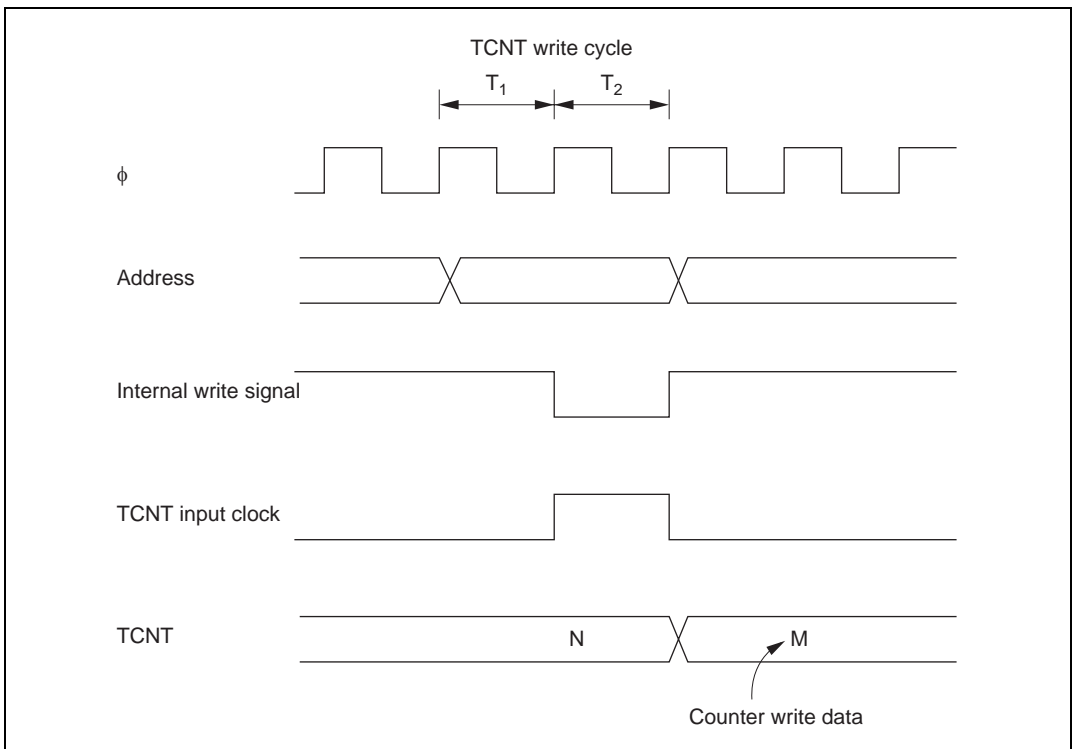 TCNT write cycle
T1 T2
ϕ
Address
Internal write signal
TCNT input clock
TCNT N M
Counter write data